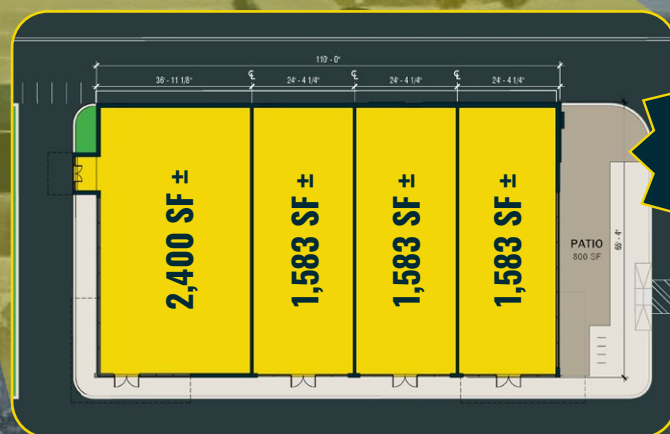 110' - 0"
36' - 11 1/8"
24' - 4 1/4"
24' - 4 1/4"
24' - 4 1/4"
2,400 SF ±
1,583 SF ±
1,583 SF ±
1,583 SF ±
PATIO
800 SF
65' - 4"